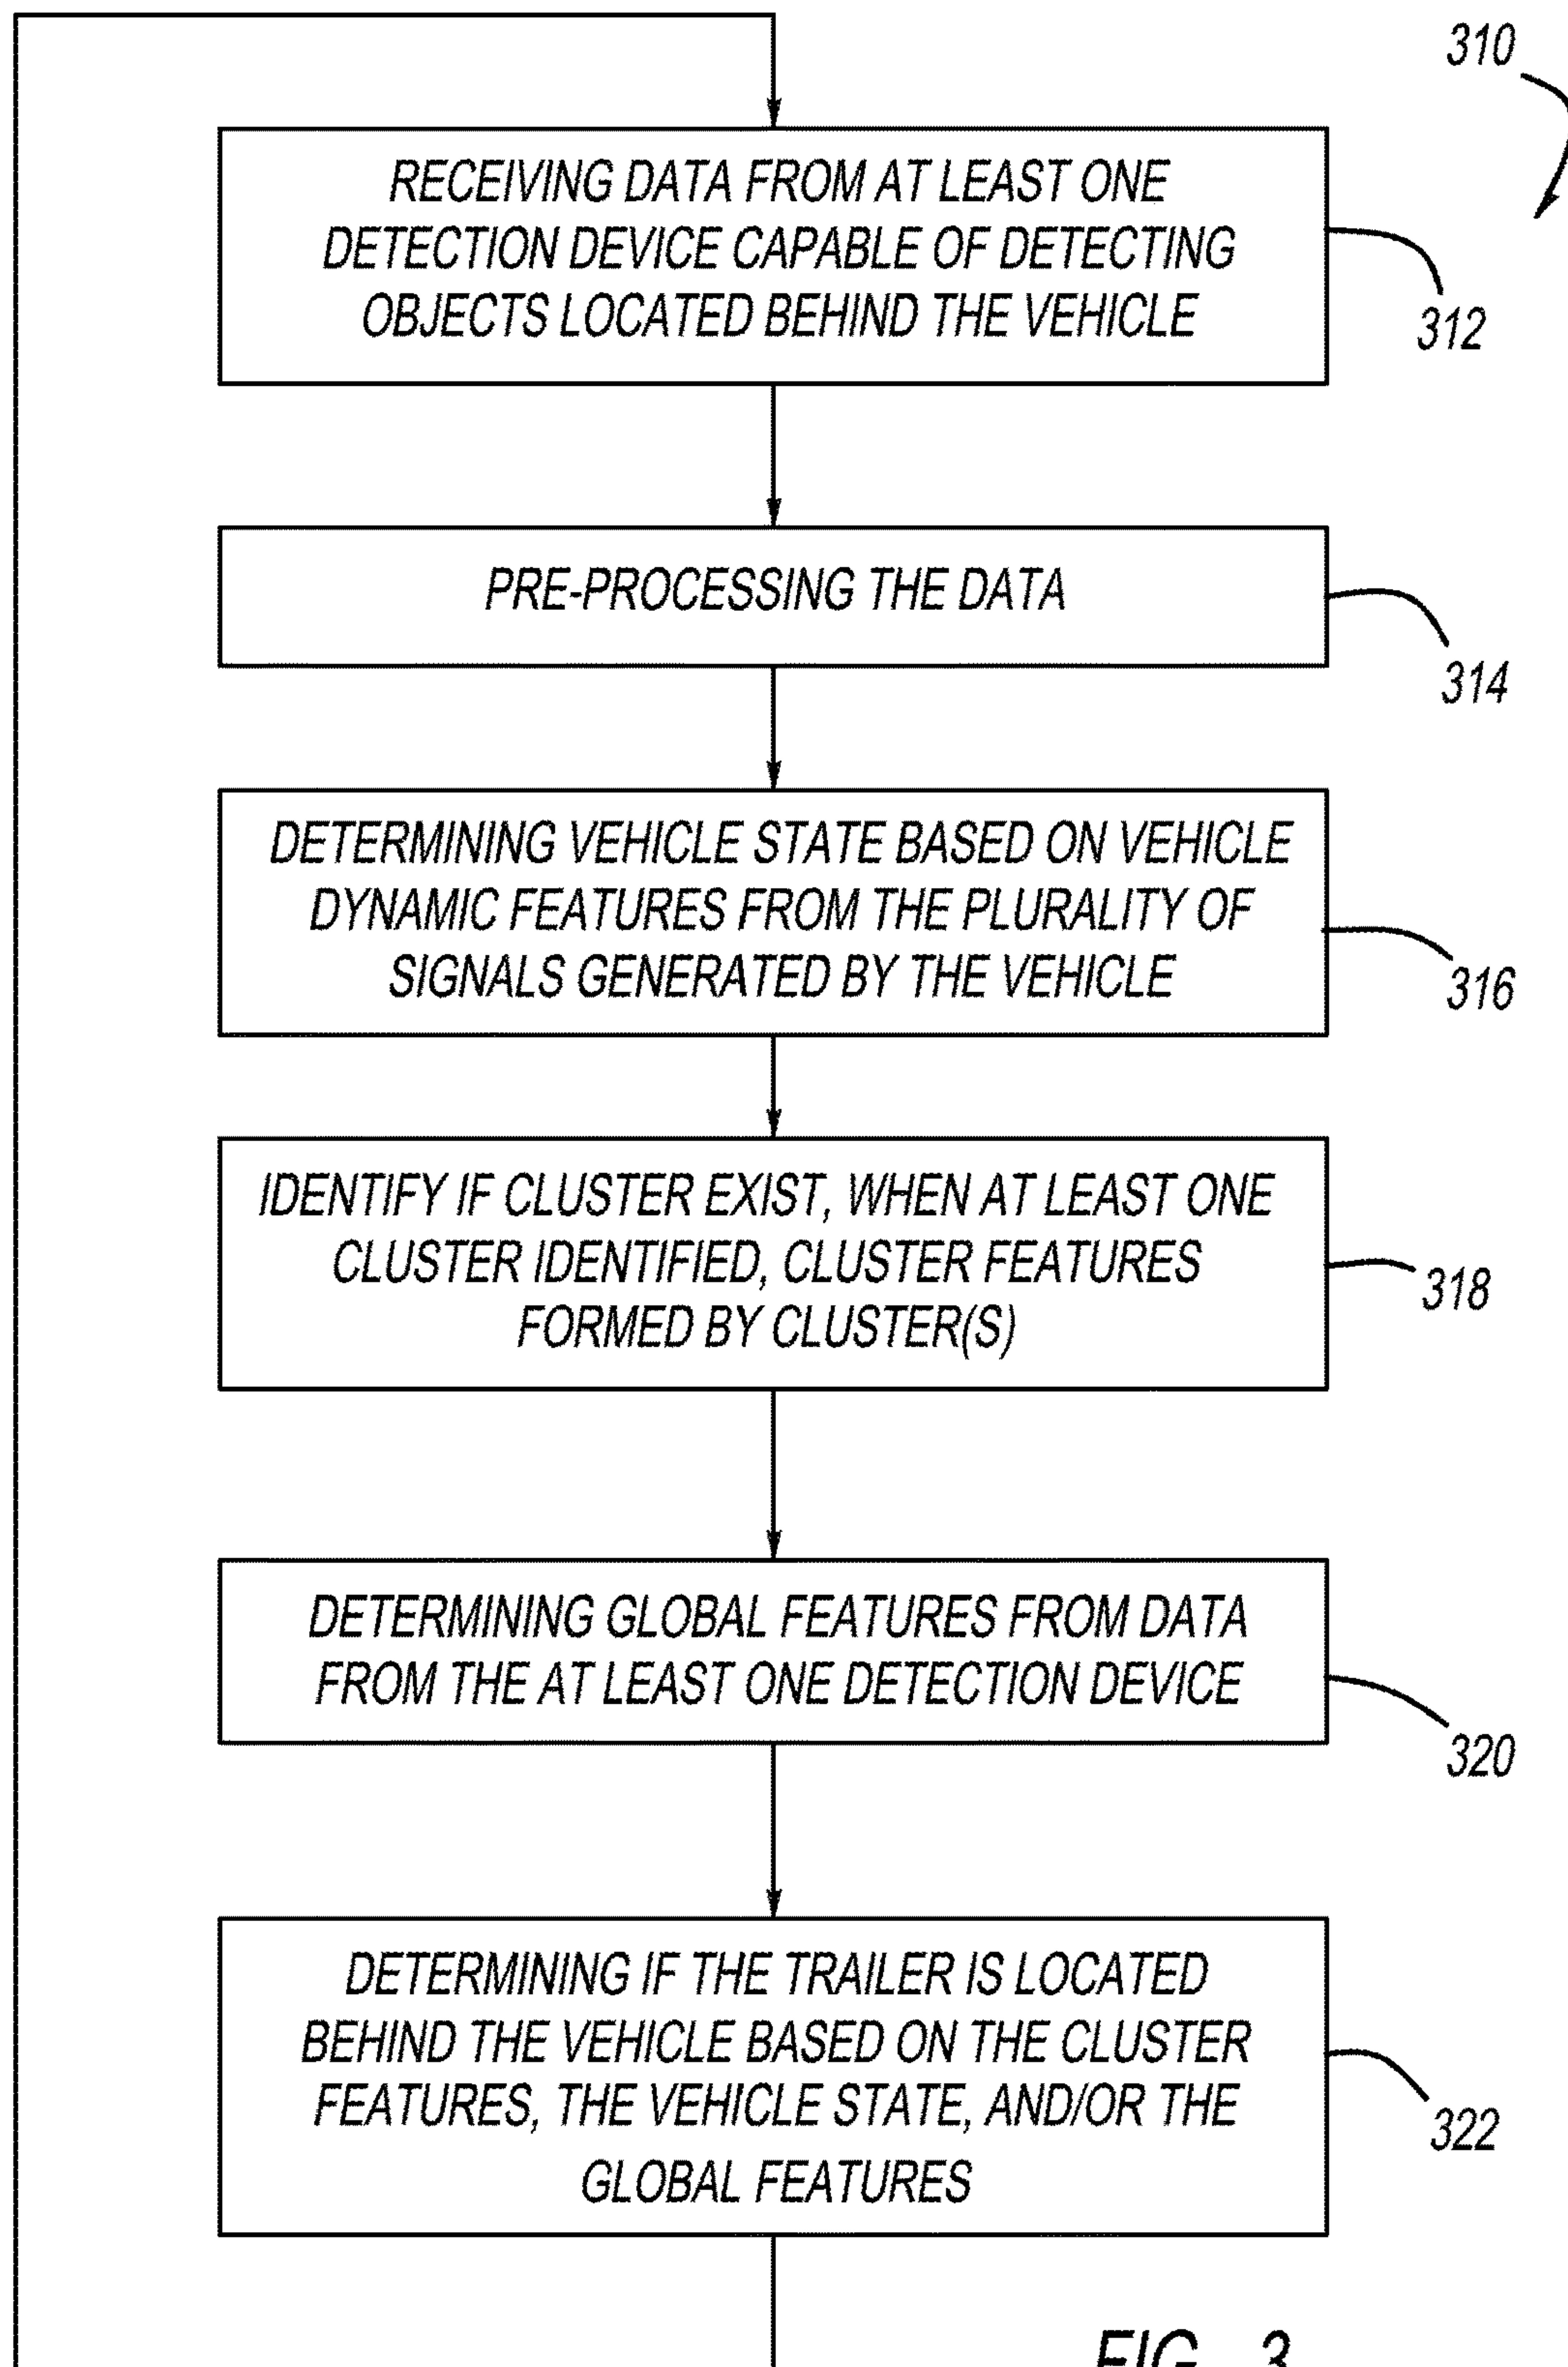 310
RECEIVING DATA FROM AT LEAST ONE
DETECTION DEVICE CAPABLE OF DETECTING
OBJECTS LOCATED BEHIND THE VEHICLE
312
PRE-PROCESSING THE DATA
314
DETERMINING VEHICLE STATE BASED ON VEHICLE
DYNAMIC FEATURES FROM THE PLURALITY OF
SIGNALS GENERATED BY THE VEHICLE
316
IDENTIFY IF CLUSTER EXIST, WHEN AT LEAST ONE
CLUSTER IDENTIFIED, CLUSTER FEATURES
FORMED BY CLUSTER(S)
318
DETERMINING GLOBAL FEATURES FROM DATA
FROM THE AT LEAST ONE DETECTION DEVICE
320
DETERMINING IF THE TRAILER IS LOCATED
BEHIND THE VEHICLE BASED ON THE CLUSTER
FEATURES, THE VEHICLE STATE, AND/OR THE
GLOBAL FEATURES
322
FIG. 3